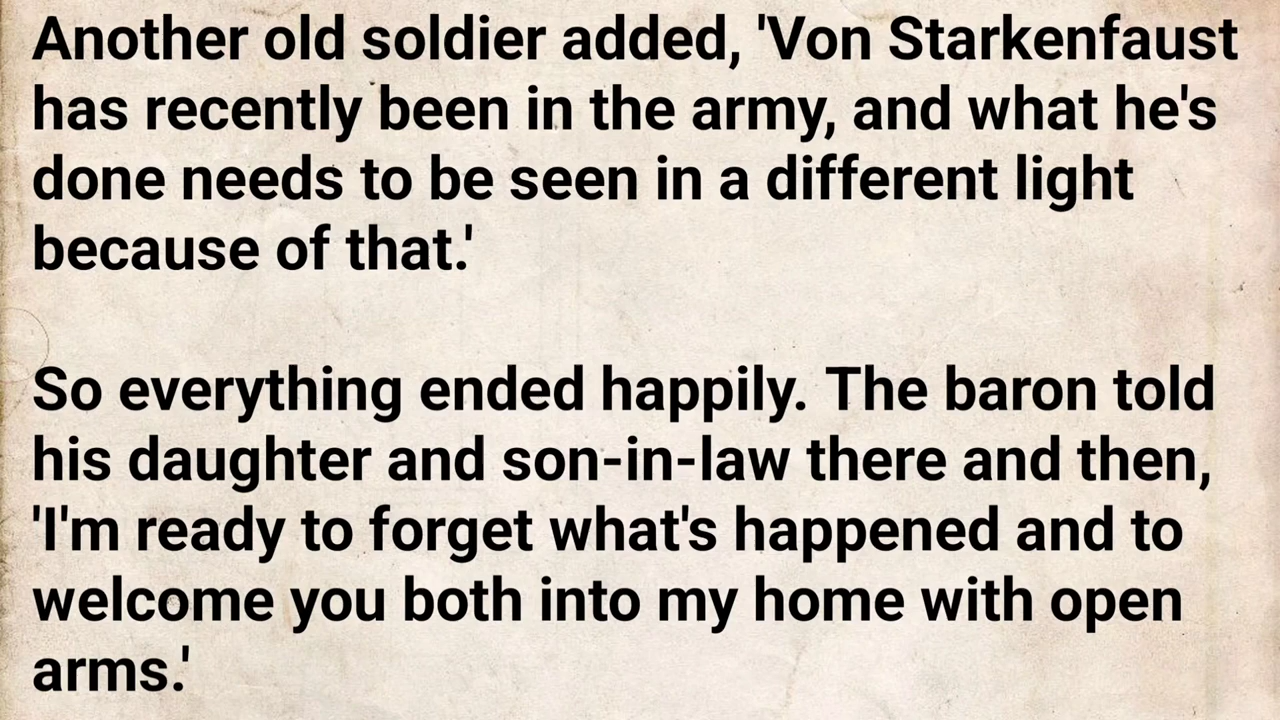 Another old soldier added, 'Von Starkenfaust
has recently been in the army, and what he's
done needs to be seen in a different light
because of that.'
So everything ended happily. The baron told
his daughter and son-in-law there and then,
'I'm ready to forget what's happened and to
welcome you both into my home with open
arms.'